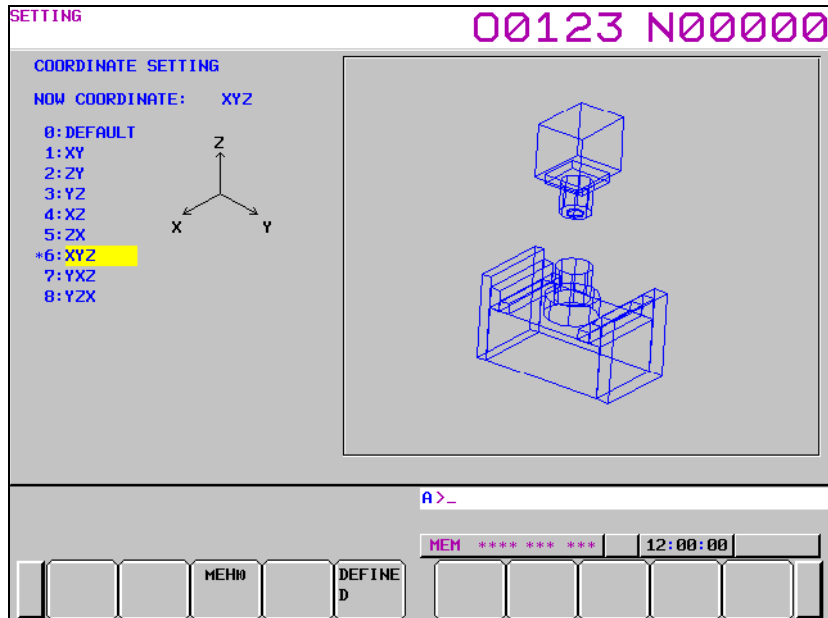 SETTING
O0123 N00000
COORDINATE SETTING
NOW COORDINATE: XYZ
0:DEFAULT
1:XY
2:ZY
3:YZ
4:XZ
5:ZX
*6:XYZ
7:YXZ
8:YZX
Z
X
Y
A>_
MEM **** *** ***
12:00:00
МЕНЮ
DEFINE
D